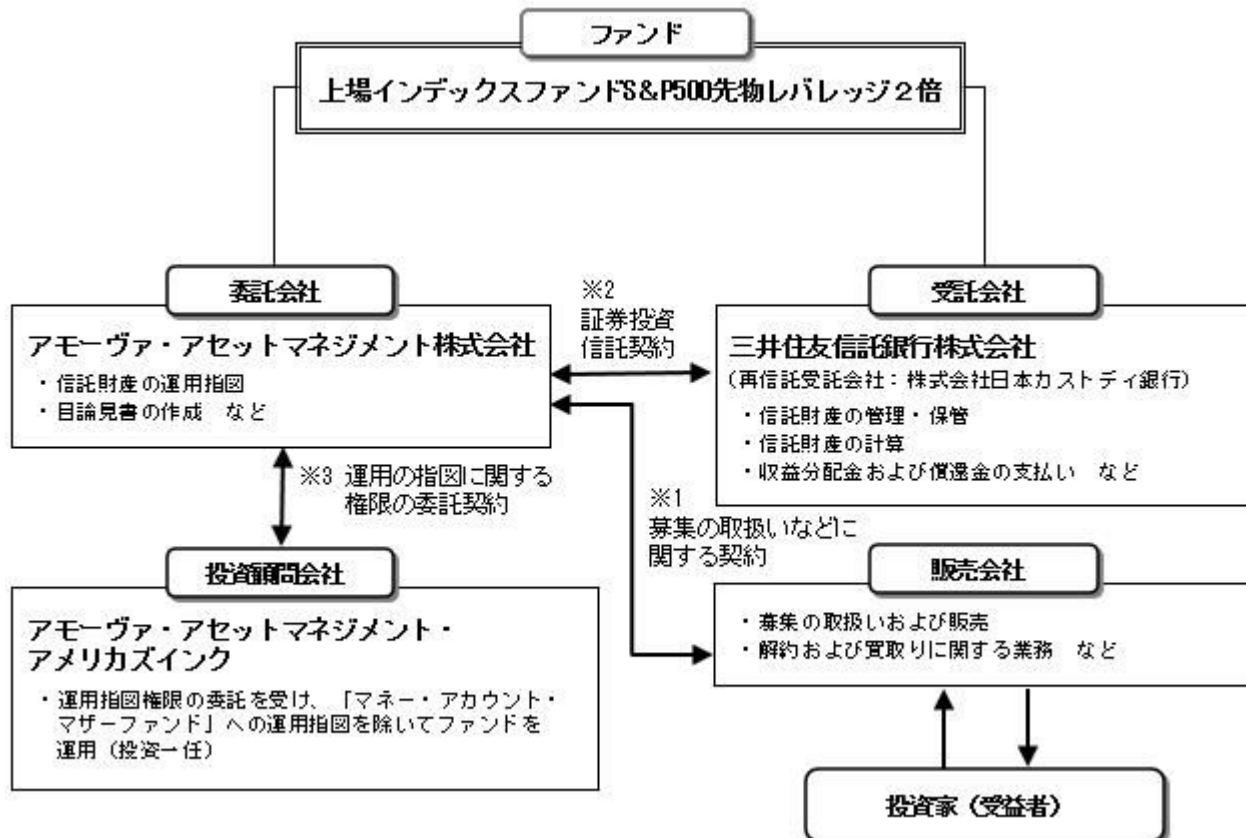 ファンド
上場インデックスファンドS&P500先物レバレッジ２倍
委託会社
アモーヴァ・アセットマネジメント株式会社
・信託財産の運用指図
・目論見書の作成　など
※2
証券投資
信託契約
受託会社
三井住友信託銀行株式会社
（再信託受託会社：株式会社日本カストディ銀行）
・信託財産の管理・保管
・信託財産の計算
・収益分配金および償還金の支払い　など
※3 運用の指図に関する
権限の委託契約
※1
募集の取扱いなどに
関する契約
投資顧問会社
アモーヴァ・アセットマネジメント・
アメリカズインク
・運用指図権限の委託を受け、「マネー・アカウント・
マザーファンド」への運用指図を除いてファンドを
運用（投資一任）
販売会社
・募集の取扱いおよび販売
・解約および買取りに関する業務　など
投資家（受益者）